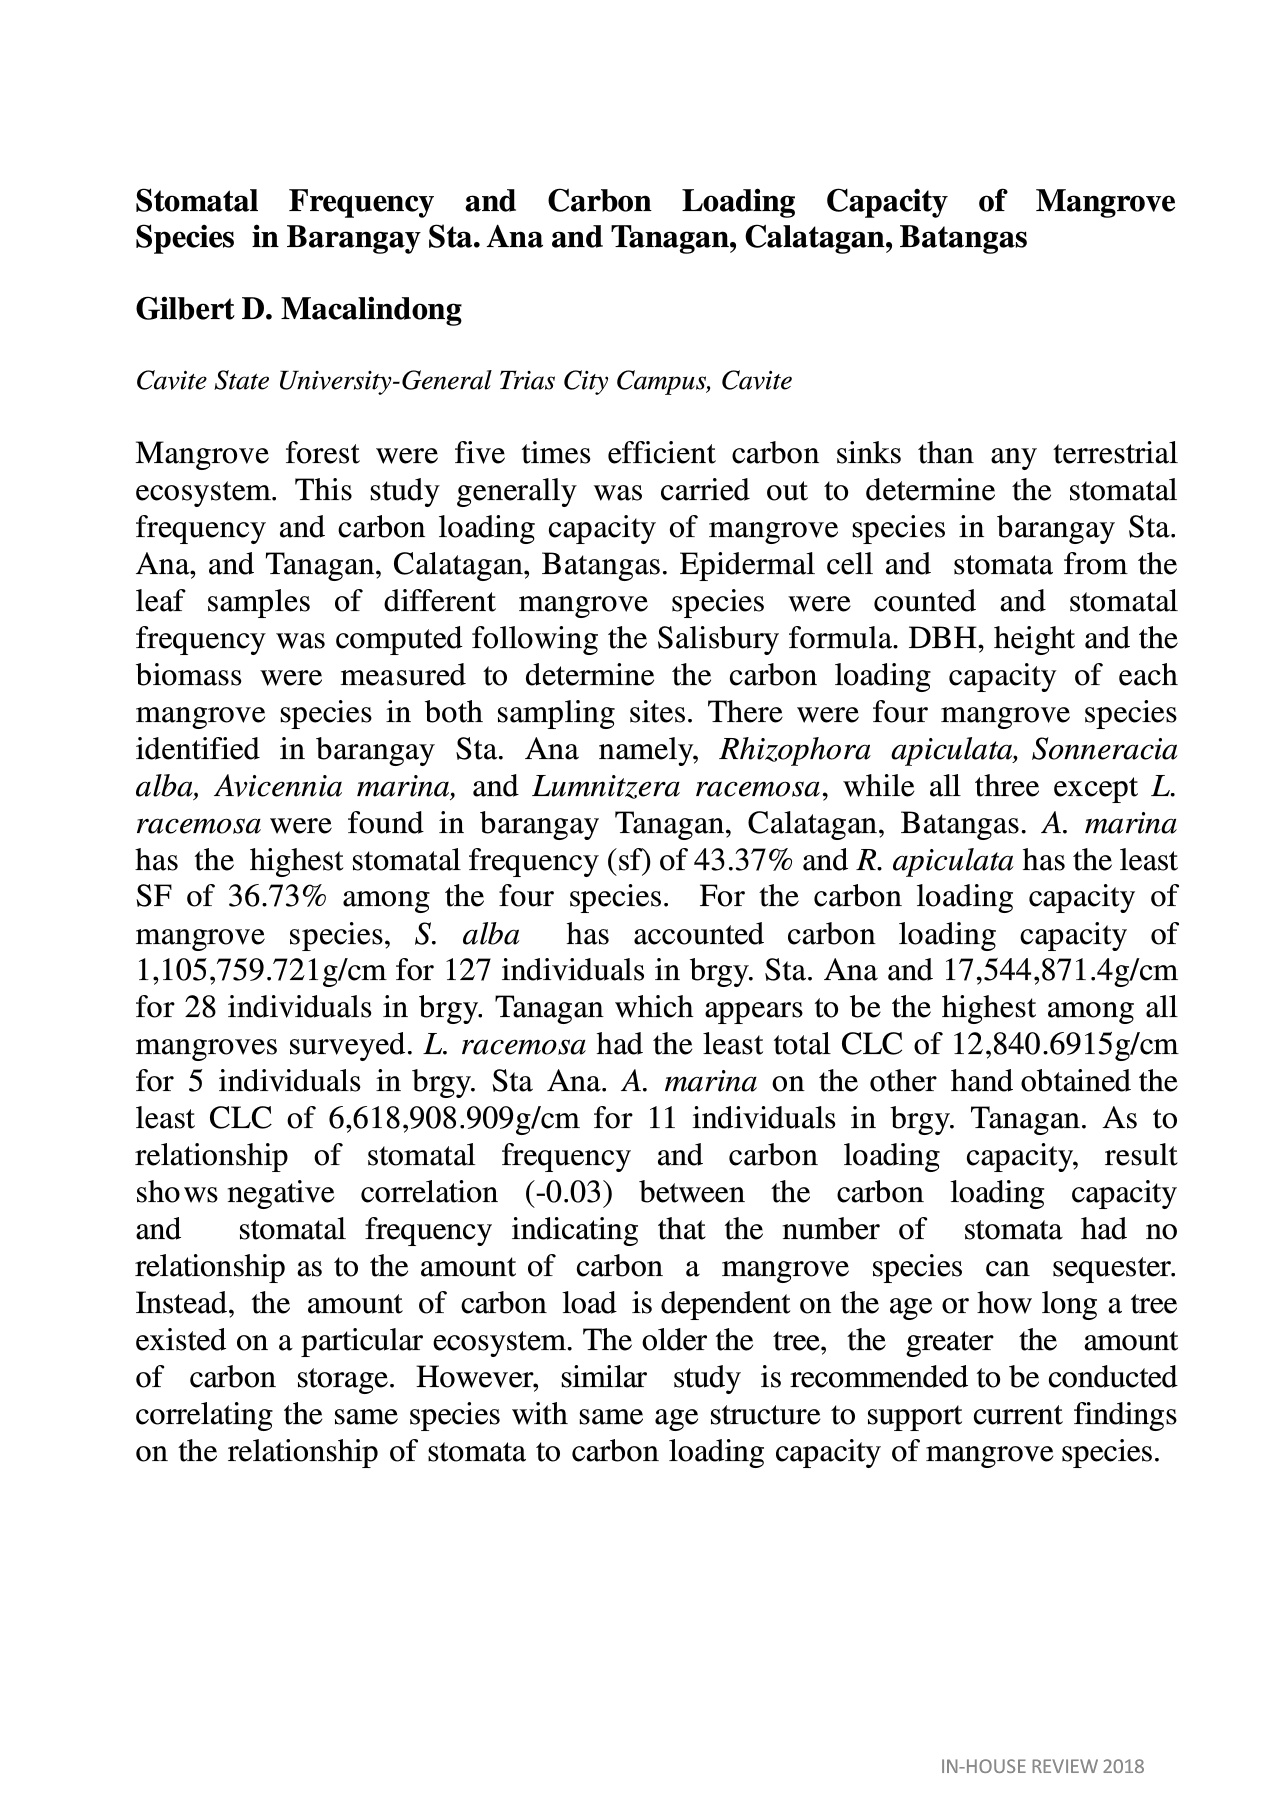 Stomatal Frequency and Carbon Loading Capacity of Mangrove
Species in Barangay Sta. Ana and Tanagan, Calatagan, Batangas
Gilbert D. Macalindong
Cavite State University-General Trias City Campus, Cavite
Mangrove forest were five times efficient carbon sinks than any terrestrial
ecosystem. This study generally was carried out to determine the stomatal
frequency and carbon loading capacity of mangrove species in barangay Sta.
Ana, and Tanagan, Calatagan, Batangas. Epidermal cell and stomata from the
leaf samples of different mangrove species were counted and stomatal
frequency was computed following the Salisbury formula. DBH, height and the
biomass were measured to determine the carbon loading capacity of each
mangrove species in both sampling sites. There were four mangrove species
identified in barangay Sta. Ana namely, Rhizophora apiculata, Sonneracia
alba, Avicennia marina, and Lumnitzera racemosa, while all three except L.
racemosa were found in barangay Tanagan, Calatagan, Batangas. A. marina
has the highest stomatal frequency (sf) of 43.37% and R. apiculata has the least
SF of 36.73% among the four species. For the carbon loading capacity of
mangrove species, S. alba has accounted carbon loading capacity of
1,105,759.721g/cm for 127 individuals in brgy. Sta. Ana and 17,544,871.4g/cm
for 28 individuals in brgy. Tanagan which appears to be the highest among all
mangroves surveyed. L. racemosa had the least total CLC of 12,840.6915g/cm
for 5 individuals in brgy. Sta Ana. A. marina on the other hand obtained the
least CLC of 6,618,908.909g/cm for 11 individuals in brgy. Tanagan. As to
relationship of stomatal frequency and carbon loading capacity, result
shows negative correlation (-0.03) between the carbon loading capacity
and stomatal frequency indicating that the number of stomata had no
relationship as to the amount of carbon a mangrove species can sequester.
Instead, the amount of carbon load is dependent on the age or how long a tree
existed on a particular ecosystem. The older the tree, the greater the amount
of carbon storage. However, similar study is recommended to be conducted
correlating the same species with same age structure to support current findings
on the relationship of stomata to carbon loading capacity of mangrove species.
IN-HOUSE REVIEW 2018